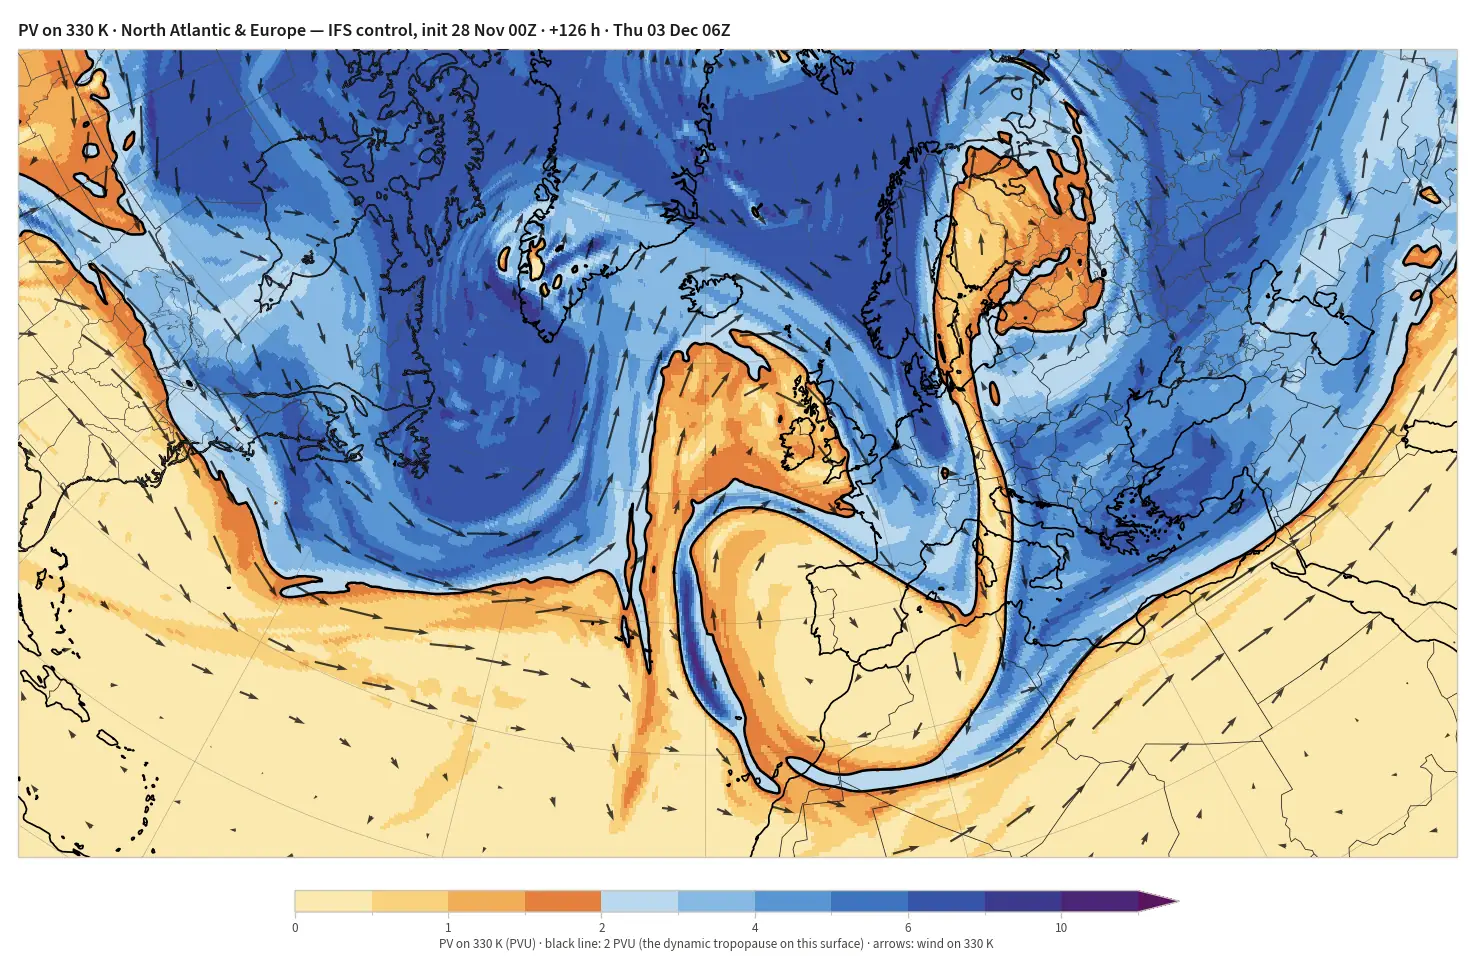 PV on 330 K · North Atlantic & Europe — IFS control, init 28 Nov 00Z · +126 h · Thu 03 Dec 06Z
0 1 2 4 6 10
PV on 330 K (PVU) · black line: 2 PVU (the dynamic tropopause on this surface) · arrows: wind on 330 K